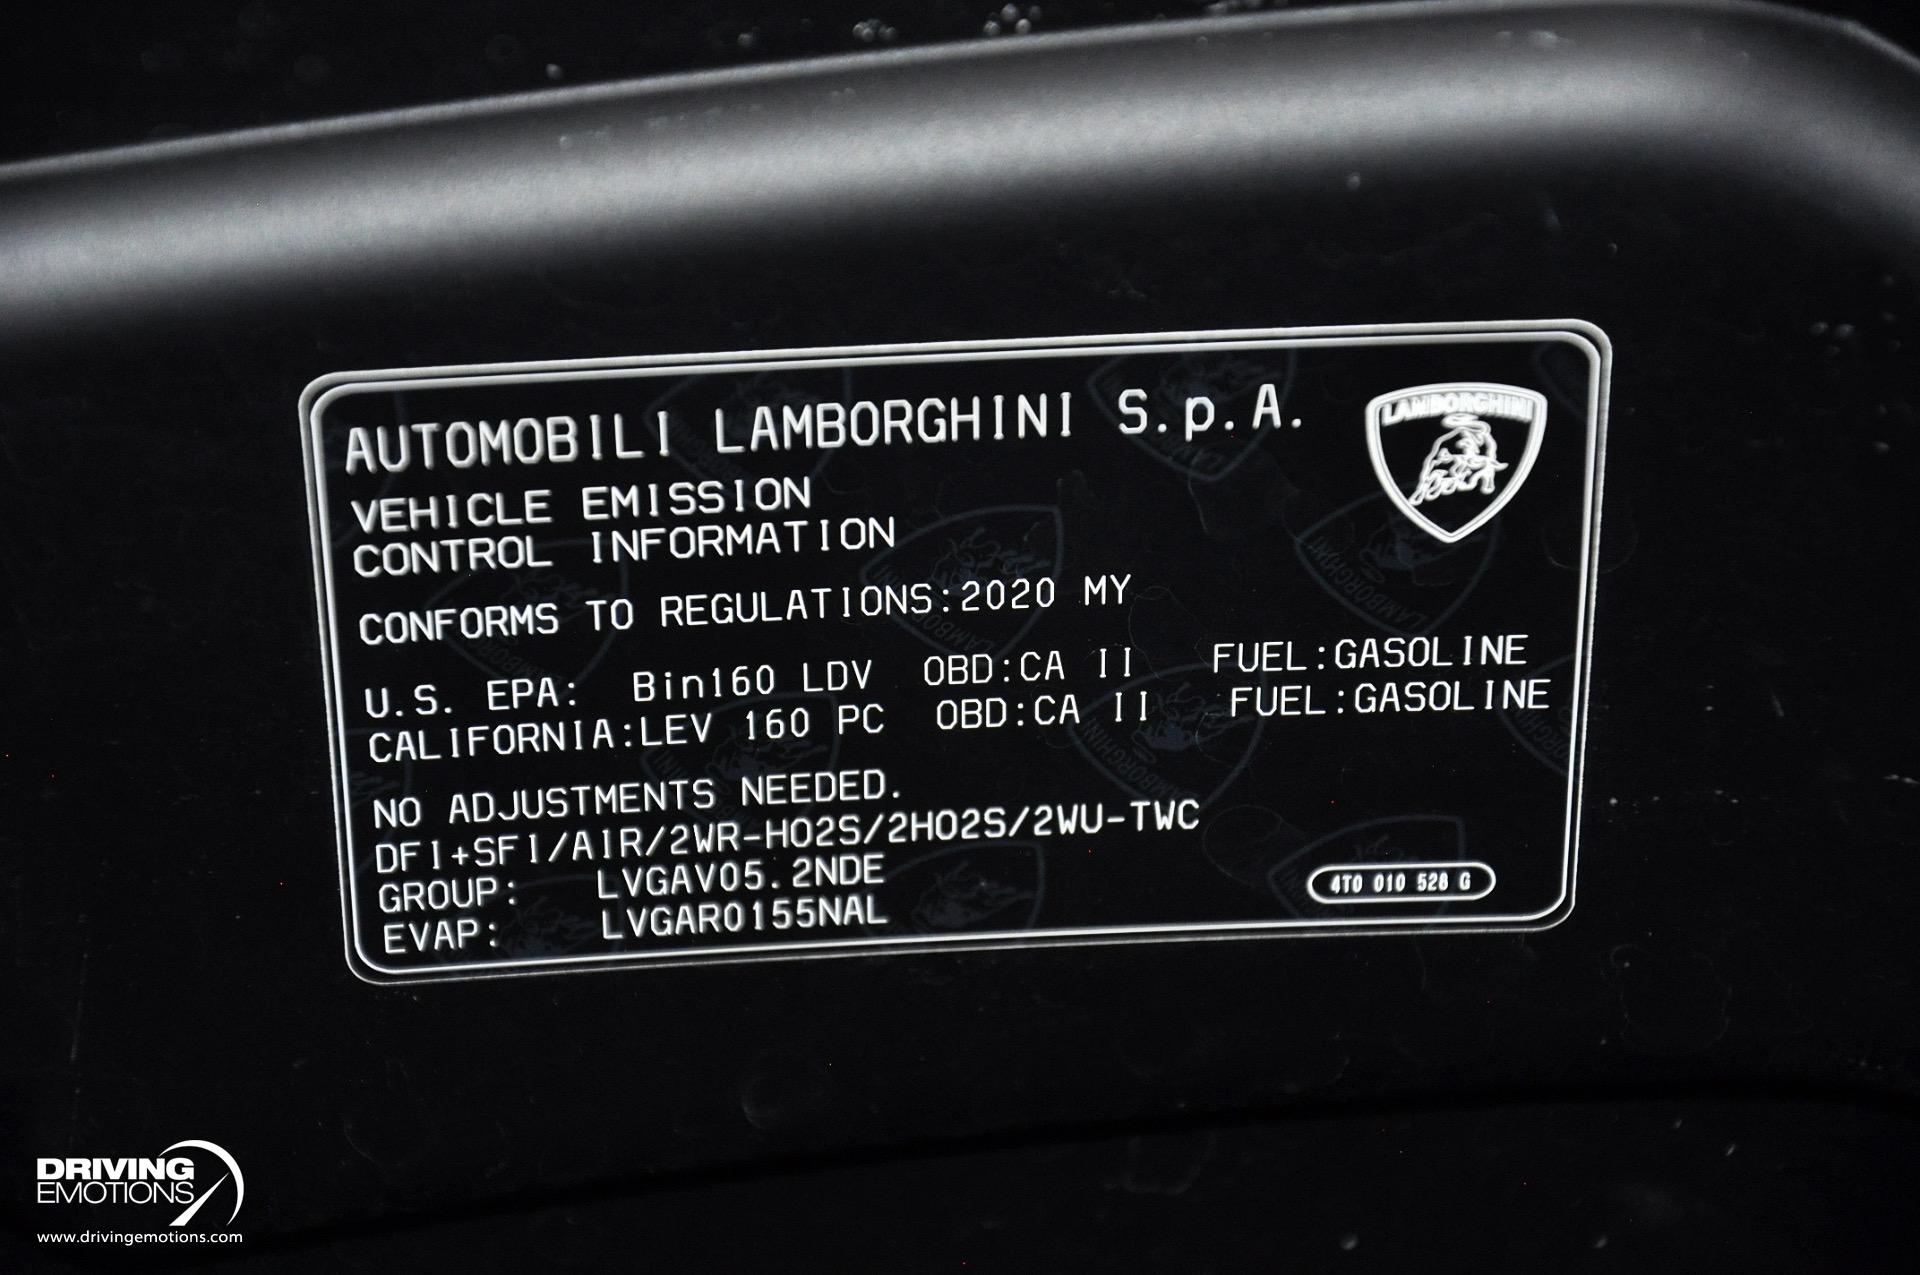 AUTOMOBILI LAMBORGHINI S.p.A.
LAMBORGHINI
VEHICLE EMISSION
CONTROL INFORMATION
CONFORMS TO REGULATIONS:2020 MY
U.S. EPA: Bin160 LDV OBD:CA II FUEL:GASOLINE
CALIFORNIA:LEV 160 PC OBD:CA II FUEL:GASOLINE
NO ADJUSTMENTS NEEDED.
DFI+SFI/AIR/2WR-HO2S/2HO2S/2WU-TWC
GROUP: LVGAV05.2NDE
EVAP: LVGAR0155NAL
4T0 010 526 G
DRIVING
EMOTIONS
www.drivingemotions.com